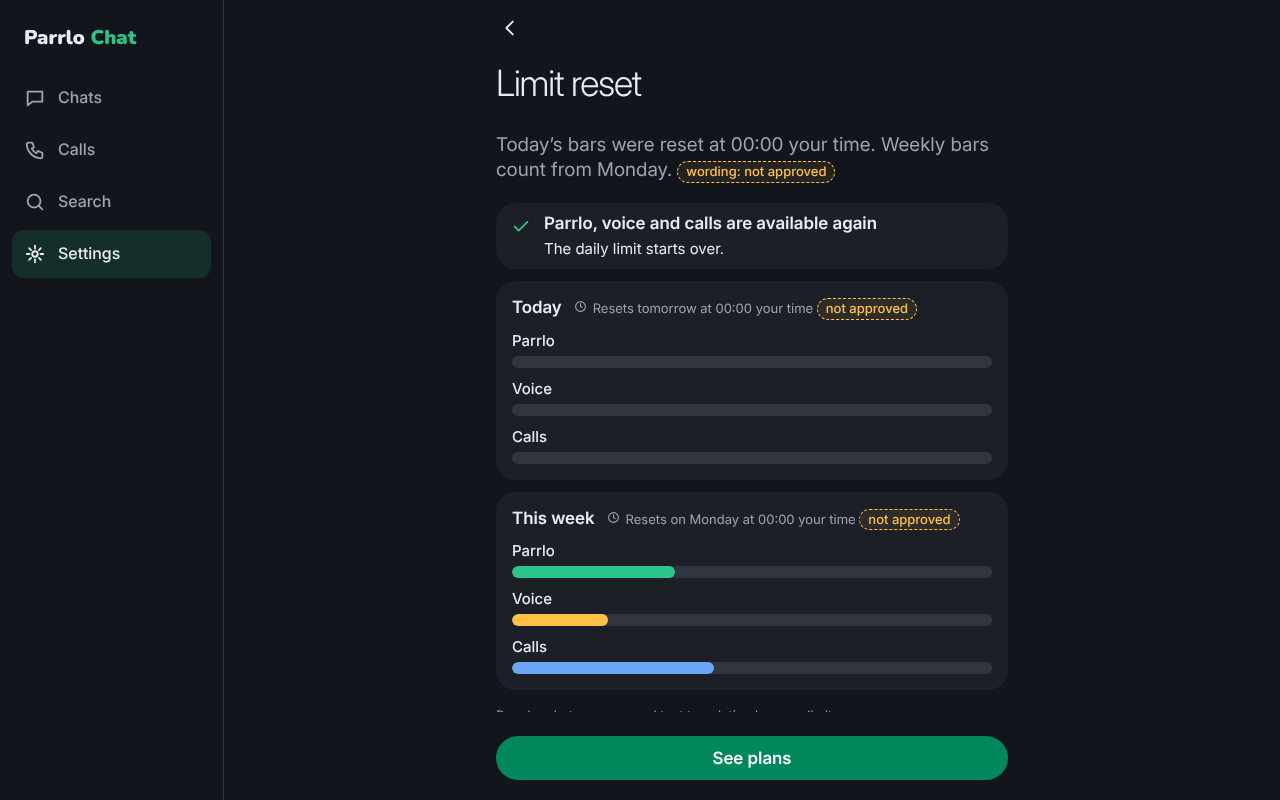 Parrlo Chat
Chats
Calls
Search
Settings
Limit reset
Today’s bars were reset at 00:00 your time. Weekly bars
count from Monday. wording: not approved
Parrlo, voice and calls are available again
The daily limit starts over.
Today Resets tomorrow at 00:00 your time not approved
Parrlo
Voice
Calls
This week Resets on Monday at 00:00 your time not approved
Parrlo
Voice
Calls
See plans